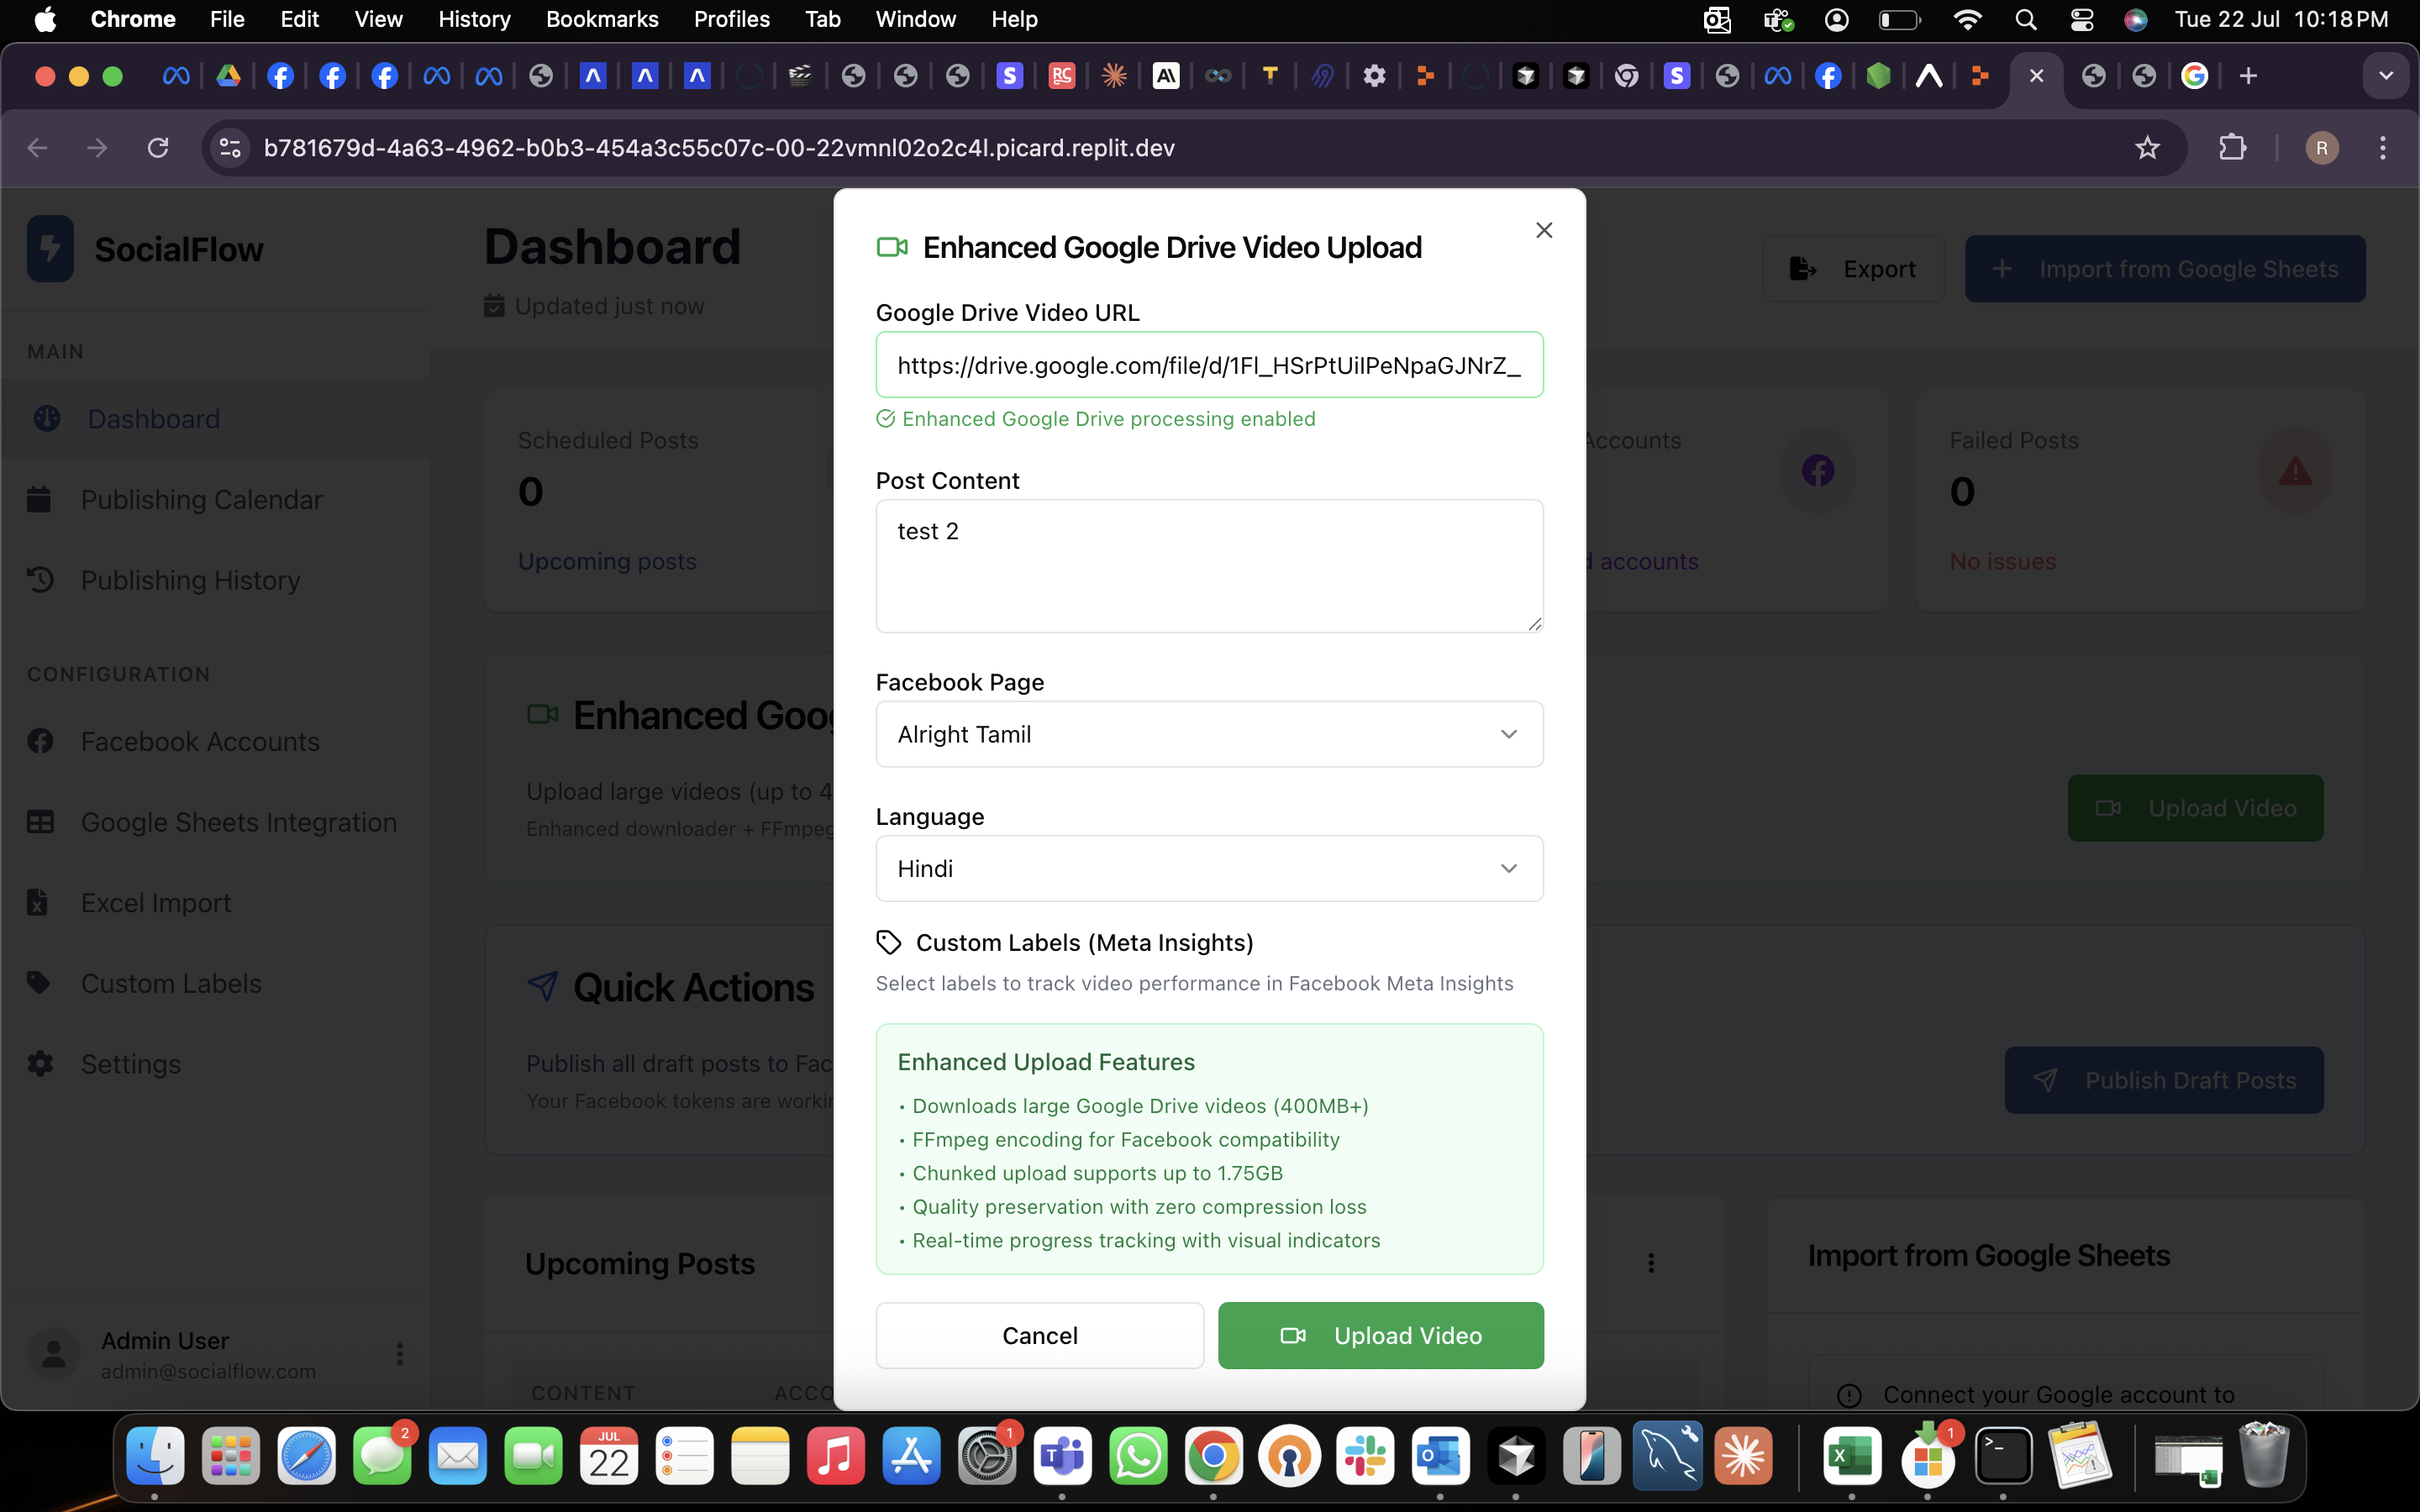 Chrome File Edit View History Bookmarks Profiles Tab Window Help Tue 22 Jul 10:18 PM
b781679d-4a63-4962-b0b3-454a3c55c07c-00-22vmnl02o2c4l.picard.replit.dev
R
SocialFlow
MAIN
Dashboard
Publishing Calendar
Publishing History
CONFIGURATION
Facebook Accounts
Google Sheets Integration
Excel Import
Custom Labels
Settings
Admin User
admin@socialflow.com
Dashboard
Updated just now
Export
Import from Google Sheets
Scheduled Posts
0
Upcoming posts
Accounts
accounts
Failed Posts
0
No issues
Enhanced Goo
Upload large videos (up to 4
Enhanced downloader + FFmpeg
Upload Video
Quick Actions
Publish all draft posts to Fac
Your Facebook tokens are workin
Publish Draft Posts
Upcoming Posts
CONTENT ACCO
Import from Google Sheets
Connect your Google account to
Enhanced Google Drive Video Upload
Google Drive Video URL
https://drive.google.com/file/d/1Fl_HSrPtUilPeNpaGJNrZ_
Enhanced Google Drive processing enabled
Post Content
test 2
Facebook Page
Alright Tamil
Language
Hindi
Custom Labels (Meta Insights)
Select labels to track video performance in Facebook Meta Insights
Enhanced Upload Features
• Downloads large Google Drive videos (400MB+)
• FFmpeg encoding for Facebook compatibility
• Chunked upload supports up to 1.75GB
• Quality preservation with zero compression loss
• Real-time progress tracking with visual indicators
Cancel
Upload Video
2
JUL
22
1
1